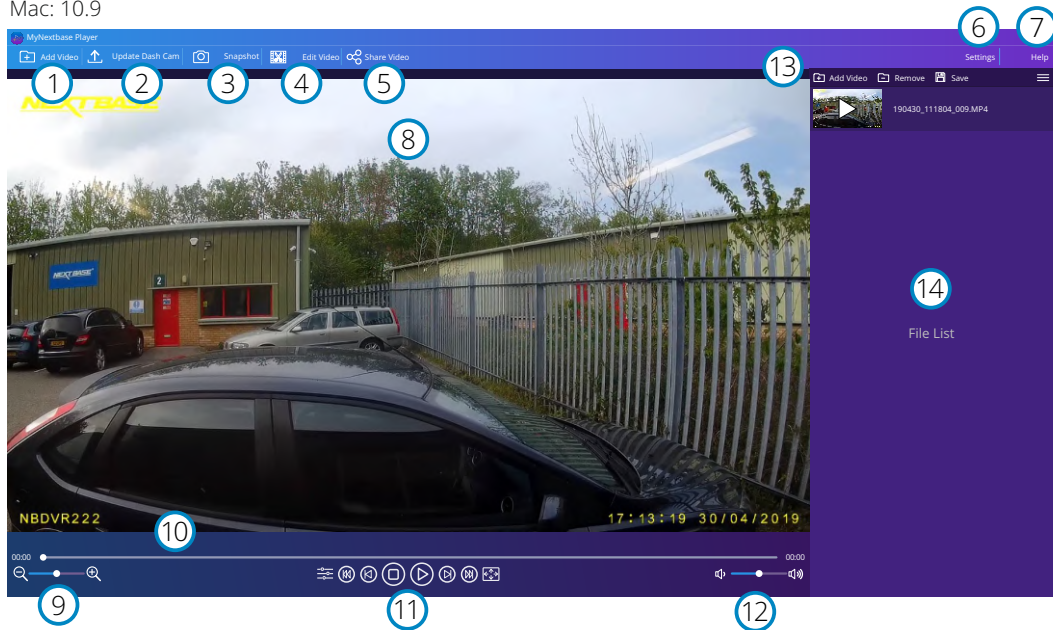 Mac: 10.9
6
7
MyNextbase Player
Add Video
Update Dash Cam
Snapshot
Edit Video
Share Video
Settings
Help
1
2
3
4
5
13
Add Video
Remove
Save
NEXTBASE
190430_111804_009.MP4
8
NEXTBASE
2
14
File List
NBDVR222
17:13:19 30/04/2019
10
00:00
00:00
9
11
12